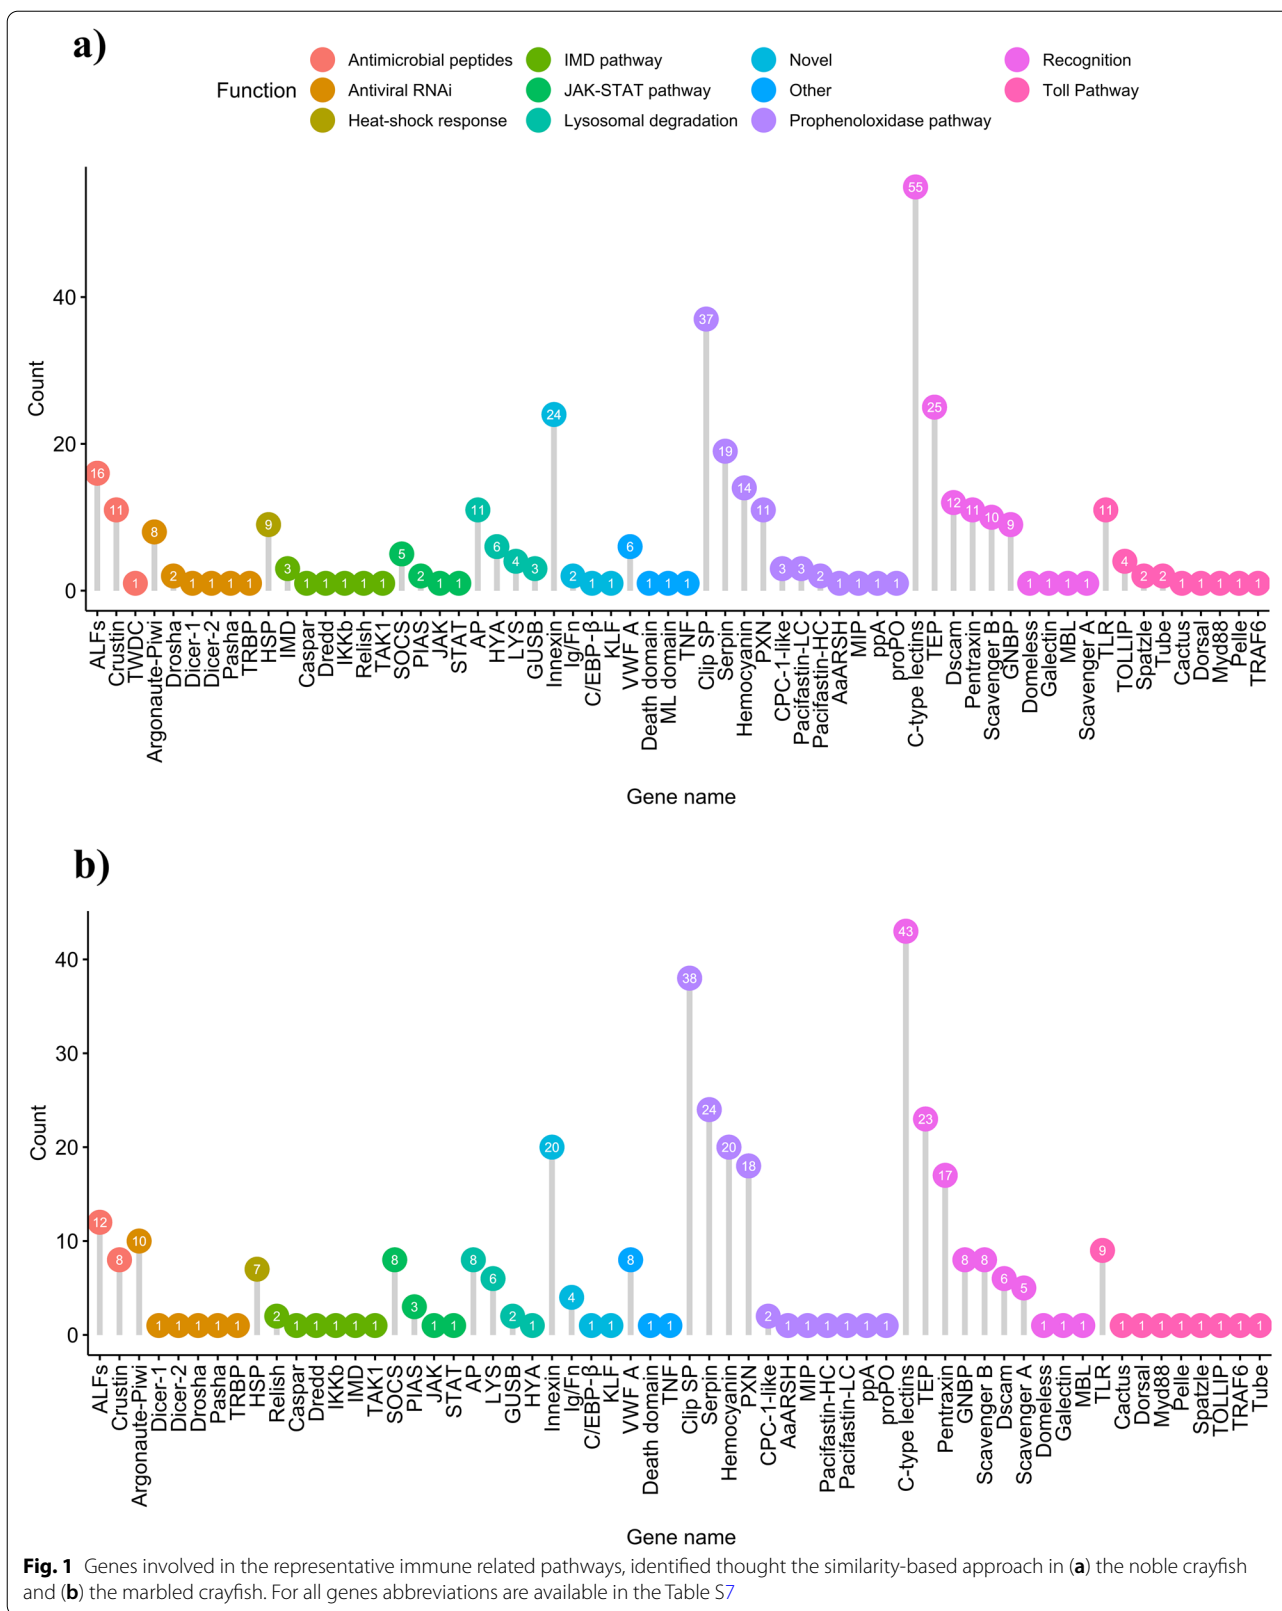 a)
Function
Antimicrobial peptides
IMD pathway
Novel
Recognition
Antiviral RNAi
JAK-STAT pathway
Other
Toll Pathway
Heat-shock response
Lysosomal degradation
Prophenoloxidase pathway
Count
40
20
0
16 11 1 8 2 1 1 1 1 9 3 1 1 1 1 1 5 2 1 1 11 6 4 3 24 2 1 1 6 1 1 1 37 19 14 11 3 3 2 1 1 1 1 55 25 12 11 10 9 1 1 1 1 11 4 2 2 1 1 1 1 1
ALFs
Crustin
TWDC
Argonaute-Piwi
Drosha
Dicer-1
Dicer-2
Pasha
TRBP
HSP
IMD
Caspar
Dredd
IKKb
Relish
TAK1
SOCS
PIAS
JAK
STAT
AP
HYA
LYS
GUSB
Innexin
Ig/Fn
C/EBP-β
KLF
VWF A
Death domain
ML domain
TNF
Clip SP
Serpin
Hemocyanin
PXN
CPC-1-like
Pacifastin-LC
Pacifastin-HC
AaARSH
MIP
ppA
proPO
C-type lectins
TEP
Dscam
Pentraxin
Scavenger B
GNBP
Domeless
Galectin
MBL
Scavenger A
TLR
TOLLIP
Spatzle
Tube
Cactus
Dorsal
Myd88
Pelle
TRAF6
Gene name
b)
Count
40
30
20
10
0
12 8 10 1 1 1 1 1 7 2 1 1 1 1 1 8 3 1 1 8 6 2 1 20 4 1 1 8 1 1 38 24 20 18 2 1 1 1 1 1 1 43 23 17 8 8 6 5 1 1 1 9 1 1 1 1 1 1 1 1
ALFs
Crustin
Argonaute-Piwi
Dicer-1
Dicer-2
Drosha
Pasha
TRBP
HSP
Relish
Caspar
Dredd
IKKb
IMD
TAK1
SOCS
PIAS
JAK
STAT
AP
LYS
GUSB
HYA
Innexin
Ig/Fn
C/EBP-β
KLF
VWF A
Death domain
TNF
Clip SP
Serpin
Hemocyanin
PXN
CPC-1-like
AaARSH
MIP
Pacifastin-HC
Pacifastin-LC
ppA
proPO
C-type lectins
TEP
Pentraxin
GNBP
Scavenger B
Dscam
Scavenger A
Domeless
Galectin
MBL
TLR
Cactus
Dorsal
Myd88
Pelle
Spatzle
TOLLIP
TRAF6
Tube
Gene name
Fig. 1 Genes involved in the representative immune related pathways, identified thought the similarity-based approach in (a) the noble crayfish
and (b) the marbled crayfish. For all genes abbreviations are available in the Table S7